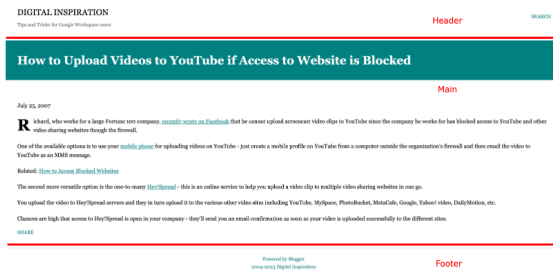 DIGITAL INSPIRATION
Tips and Tricks for Google Workspace users
Header
SEARCH
How to Upload Videos to YouTube if Access to Website is Blocked
Main
July 25, 2007
Richard, who works for a large Fortune 100 company, recently wrote on Facebook that he cannot upload screencast video clips to YouTube since the company he works for has blocked access to YouTube and other
video sharing websites though the firewall.
One of the available options is to use your mobile phone for uploading videos on YouTube - just create a mobile profile on YouTube from a computer outside the organization's firewall and then email the video to
YouTube as an MMS message.
Related: How to Access Blocked Websites
The second more versatile option is the one-to-many Hey!Spread - this is an online service to help you upload a video clip to multiple video sharing websites in one go.
You upload the video to Hey!Spread servers and they in turn upload it to the various other video sites including YouTube, MySpace, PhotoBucket, MetaCafe, Google, Yahoo! video, DailyMotion, etc.
Chances are high that access to Hey!Spread is open in your company - they'll send you an email confirmation as soon as your video is uploaded successfully to the different sites.
SHARE
Powered by Blogger
Footer
2004-2023 Digital Inspiration